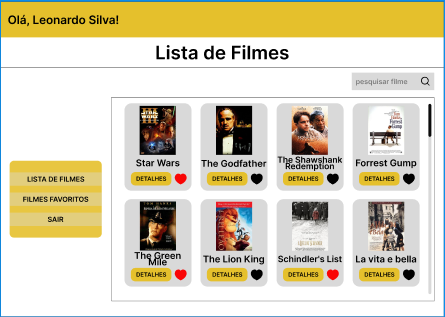 Olá, Leonardo Silva!
Lista de Filmes
pesquisar filme
LISTA DE FILMES
FILMES FAVORITOS
SAIR
Star Wars
The Godfather
The Shawshank
Redemption
Forrest Gump
DETALHES
DETALHES
DETALHES
DETALHES
The Green
Mile
The Lion King
Schindler's List
La vita e bella
DETALHES
DETALHES
DETALHES
DETALHES